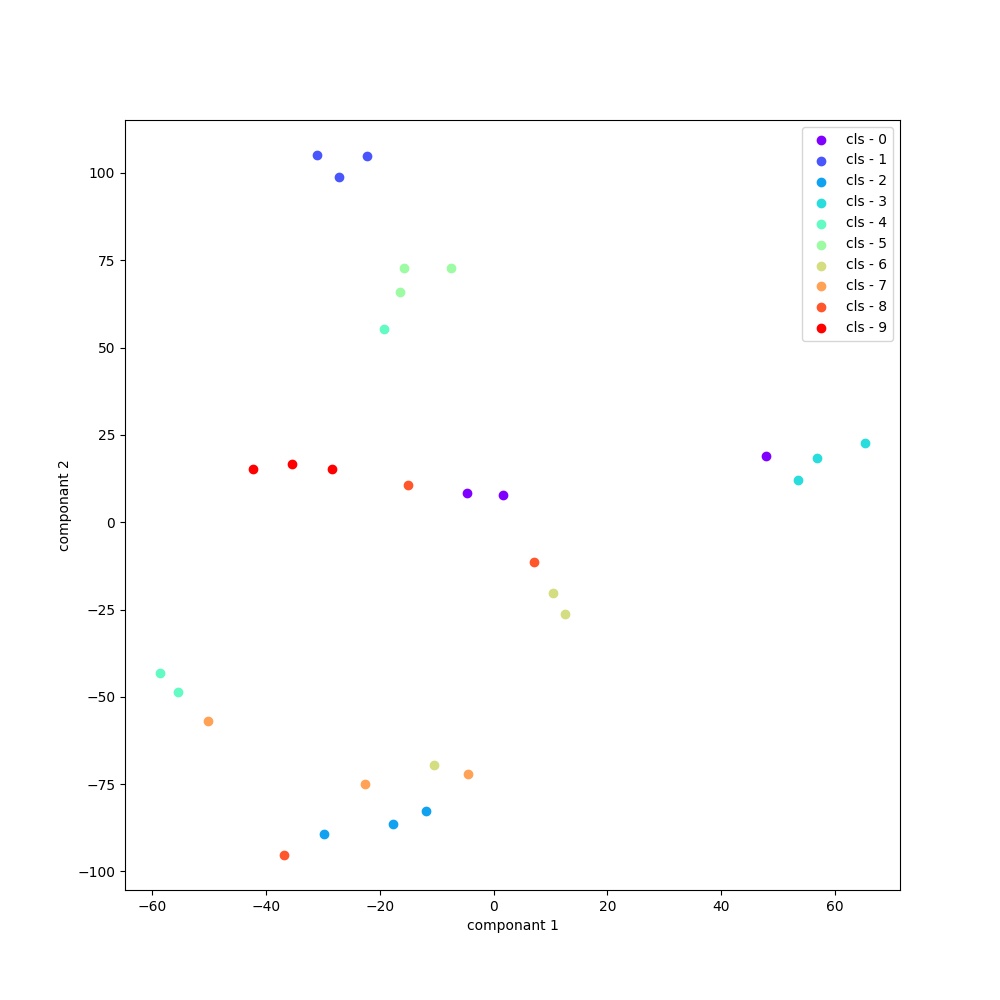 cls - 0
cls - 1
cls - 2
cls - 3
cls - 4
cls - 5
cls - 6
cls - 7
cls - 8
cls - 9
100
75
50
25
0
−25
−50
−75
−100
componant 2
−60 −40 −20 0 20 40 60
componant 1